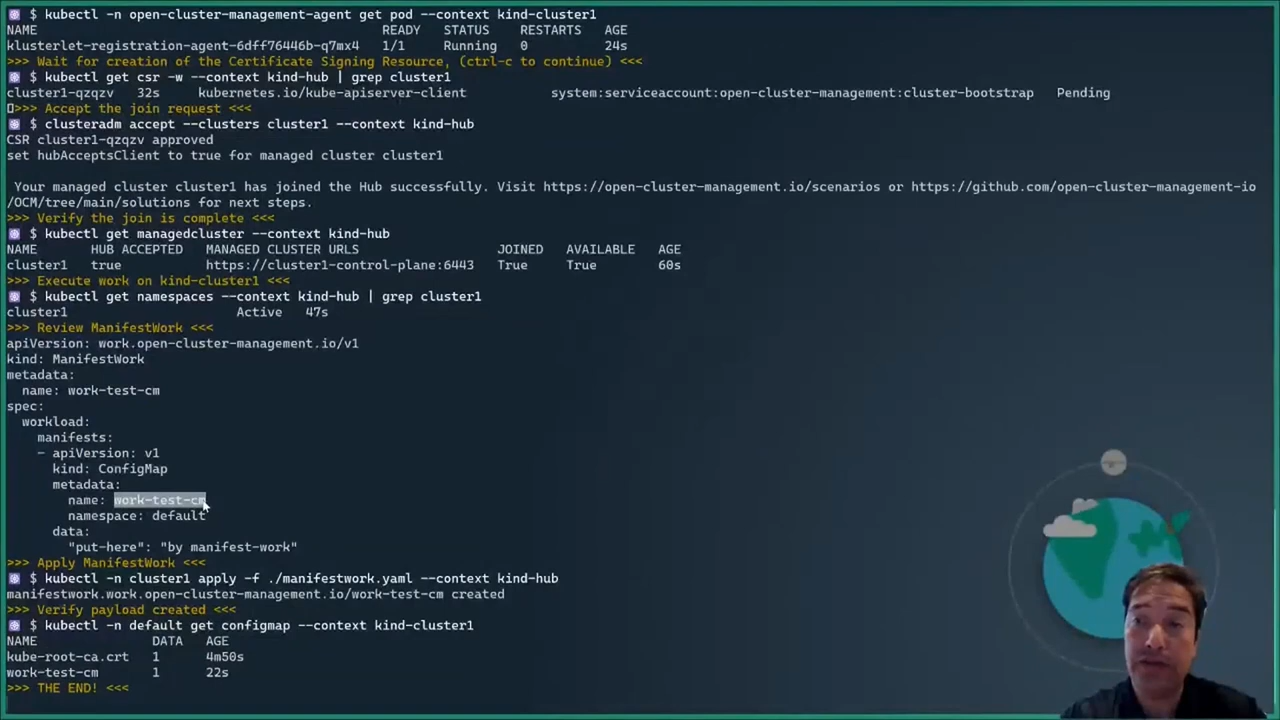 $ kubectl -n open-cluster-management-agent get pod --context kind-cluster1
NAME READY STATUS RESTARTS AGE
klusterlet-registration-agent-6dff76446b-q7mx4 1/1 Running 0 24s
>>> Wait for creation of the Certificate Signing Resource, (ctrl-c to continue) <<<
$ kubectl get csr -w --context kind-hub | grep cluster1
cluster1-qzqzv 32s kubernetes.io/kube-apiserver-client system:serviceaccount:open-cluster-management:cluster-bootstrap Pending
>>> Accept the join request <<<
$ clusteradm accept --clusters cluster1 --context kind-hub
CSR cluster1-qzqzv approved
set hubAcceptsClient to true for managed cluster cluster1
Your managed cluster cluster1 has joined the Hub successfully. Visit https://open-cluster-management.io/scenarios or https://github.com/open-cluster-management-io
/OCM/tree/main/solutions for next steps.
>>> Verify the join is complete <<<
$ kubectl get managedcluster --context kind-hub
NAME HUB ACCEPTED MANAGED CLUSTER URLS JOINED AVAILABLE AGE
cluster1 true https://cluster1-control-plane:6443 True True 60s
>>> Execute work on kind-cluster1 <<<
$ kubectl get namespaces --context kind-hub | grep cluster1
cluster1 Active 47s
>>> Review ManifestWork <<<
apiVersion: work.open-cluster-management.io/v1
kind: ManifestWork
metadata:
name: work-test-cm
spec:
workload:
manifests:
- apiVersion: v1
kind: ConfigMap
metadata:
name: work-test-cm
namespace: default
data:
"put-here": "by manifest-work"
>>> Apply ManifestWork <<<
$ kubectl -n cluster1 apply -f ./manifestwork.yaml --context kind-hub
manifestwork.work.open-cluster-management.io/work-test-cm created
>>> Verify payload created <<<
$ kubectl -n default get configmap --context kind-cluster1
NAME DATA AGE
kube-root-ca.crt 1 4m50s
work-test-cm 1 22s
>>> THE END! <<<